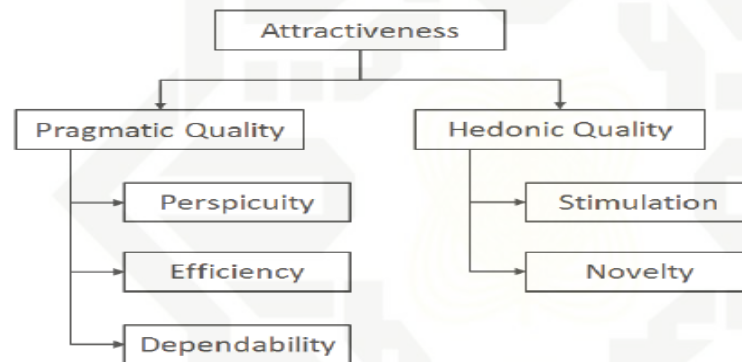 Attractiveness
Pragmatic Quality
Hedonic Quality
Perspicuity
Stimulation
Efficiency
Novelty
Dependability